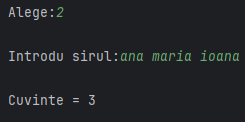 Alege:2
Introdu sirul:ana maria ioana
Cuvinte = 3